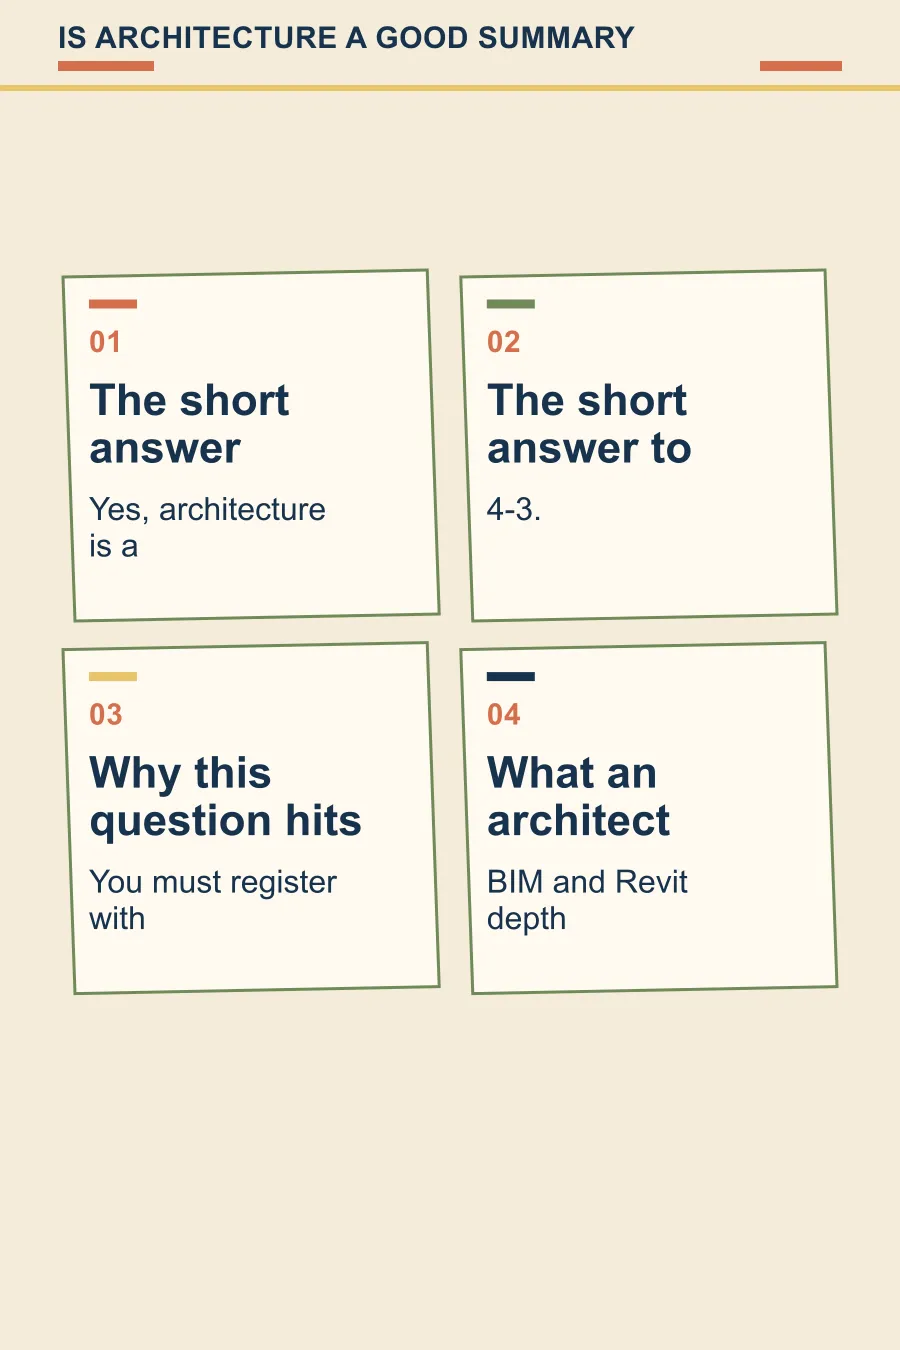 IS ARCHITECTURE A GOOD SUMMARY
01
The short
answer
Yes, architecture
is a
02
The short
answer to
4-3.
03
Why this
question hits
You must register
with
04
What an
architect
BIM and Revit
depth